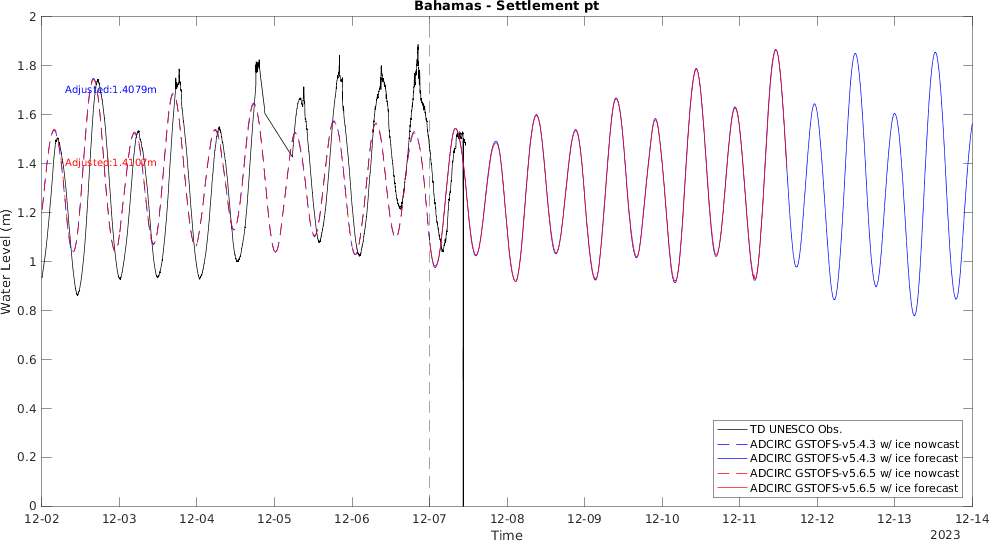 Bahamas - Settlement pt
2
1.8
1.6
1.4
1.2
1
0.8
0.6
0.4
0.2
0
Water Level (m)
Adjusted:1.4079m
Adjusted:1.4107m
TD UNESCO Obs.
ADCIRC GSTOFS-v5.4.3 w/ ice nowcast
ADCIRC GSTOFS-v5.4.3 w/ ice forecast
ADCIRC GSTOFS-v5.6.5 w/ ice nowcast
ADCIRC GSTOFS-v5.6.5 w/ ice forecast
12-02 12-03 12-04 12-05 12-06 12-07 12-08 12-09 12-10 12-11 12-12 12-13 12-14
Time
2023